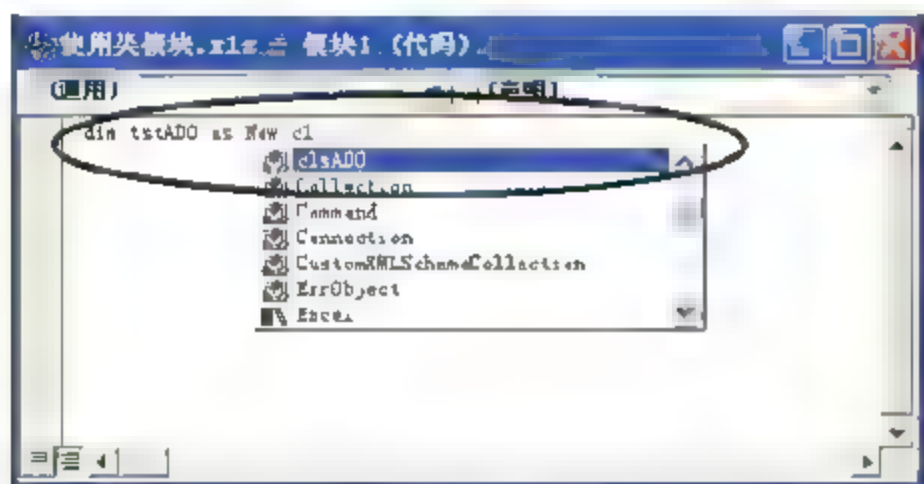 使用类模块.xls - 模块1 (代码)
(通用) (声明)
dim tstADO as New cl
clsADO
Collection
Command
Connection
CustomXMLSchemaCollection
ErrObject
Excel